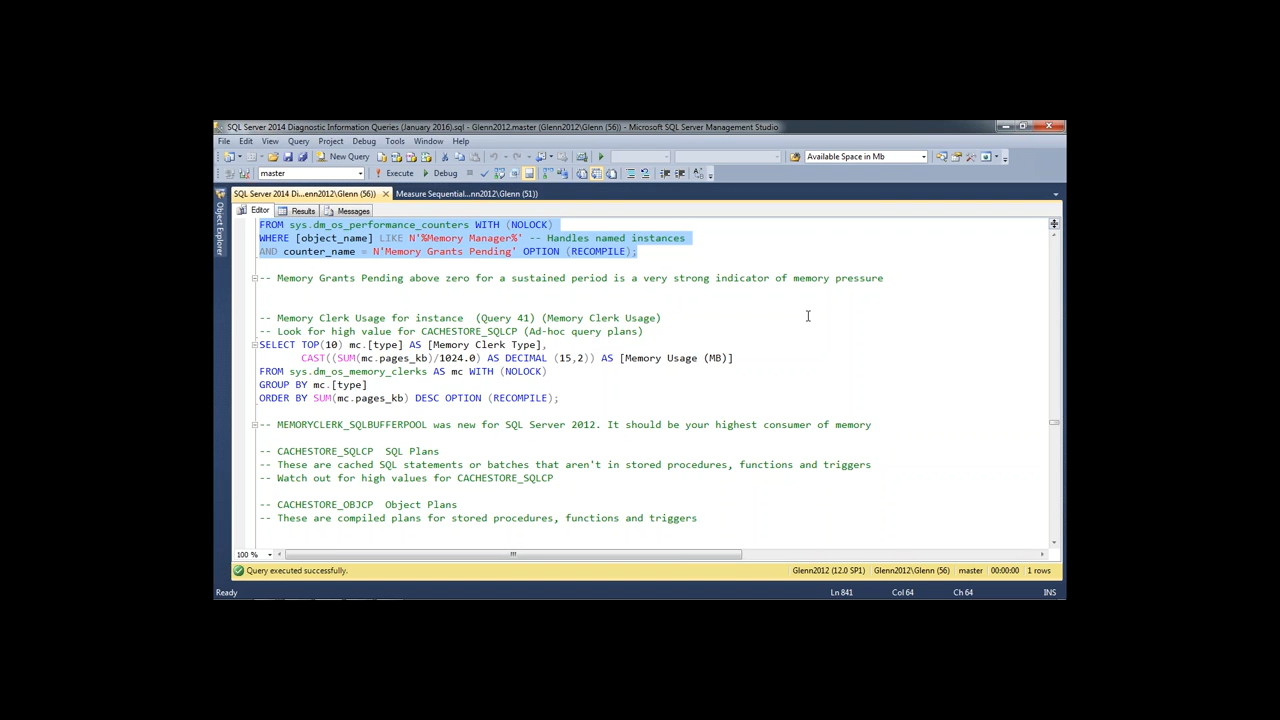 SQL Server 2014 Diagnostic Information Queries (January 2016).sql - Glenn2012.master (Glenn2012\Glenn (56)) - Microsoft SQL Server Management Studio
File Edit View Query Project Debug Tools Window Help
New Query Available Space in Mb
master Execute Debug
SQL Server 2014 Di...enn2012\Glenn (56)) Measure Sequential...nn2012\Glenn (51))
Object Explorer
Editor Results Messages
FROM sys.dm_os_performance_counters WITH (NOLOCK)
WHERE [object_name] LIKE N'%Memory Manager%' -- Handles named instances
AND counter_name = N'Memory Grants Pending' OPTION (RECOMPILE);
-- Memory Grants Pending above zero for a sustained period is a very strong indicator of memory pressure
-- Memory Clerk Usage for instance (Query 41) (Memory Clerk Usage)
-- Look for high value for CACHESTORE_SQLCP (Ad-hoc query plans)
SELECT TOP(10) mc.[type] AS [Memory Clerk Type],
CAST((SUM(mc.pages_kb)/1024.0) AS DECIMAL (15,2)) AS [Memory Usage (MB)]
FROM sys.dm_os_memory_clerks AS mc WITH (NOLOCK)
GROUP BY mc.[type]
ORDER BY SUM(mc.pages_kb) DESC OPTION (RECOMPILE);
-- MEMORYCLERK_SQLBUFFERPOOL was new for SQL Server 2012. It should be your highest consumer of memory
-- CACHESTORE_SQLCP SQL Plans
-- These are cached SQL statements or batches that aren't in stored procedures, functions and triggers
-- Watch out for high values for CACHESTORE_SQLCP
-- CACHESTORE_OBJCP Object Plans
-- These are compiled plans for stored procedures, functions and triggers
100 %
Query executed successfully. Glenn2012 (12.0 SP1) Glenn2012\Glenn (56) master 00:00:00 1 rows
Ready Ln 841 Col 64 Ch 64 INS